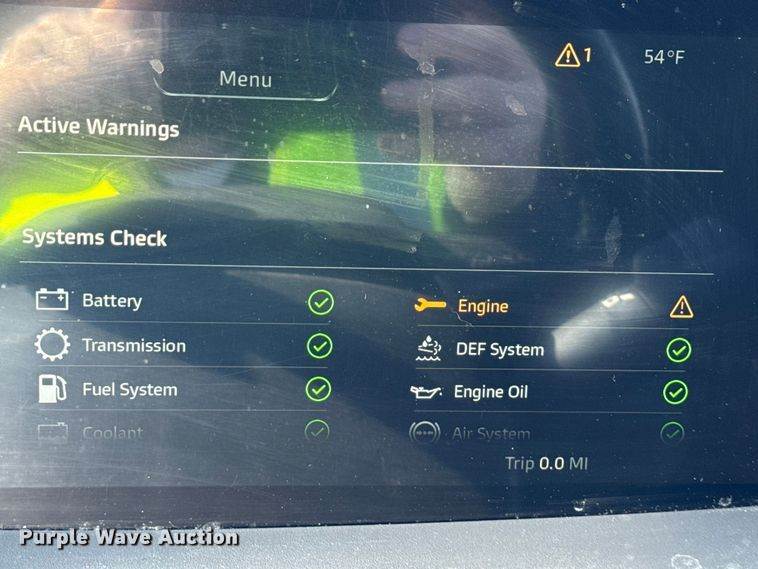 1 54°F
Menu
Active Warnings
Systems Check
Battery Engine
Transmission DEF System
Fuel System Engine Oil
Coolant Air System
Trip 0.0 MI
Purple Wave Auction